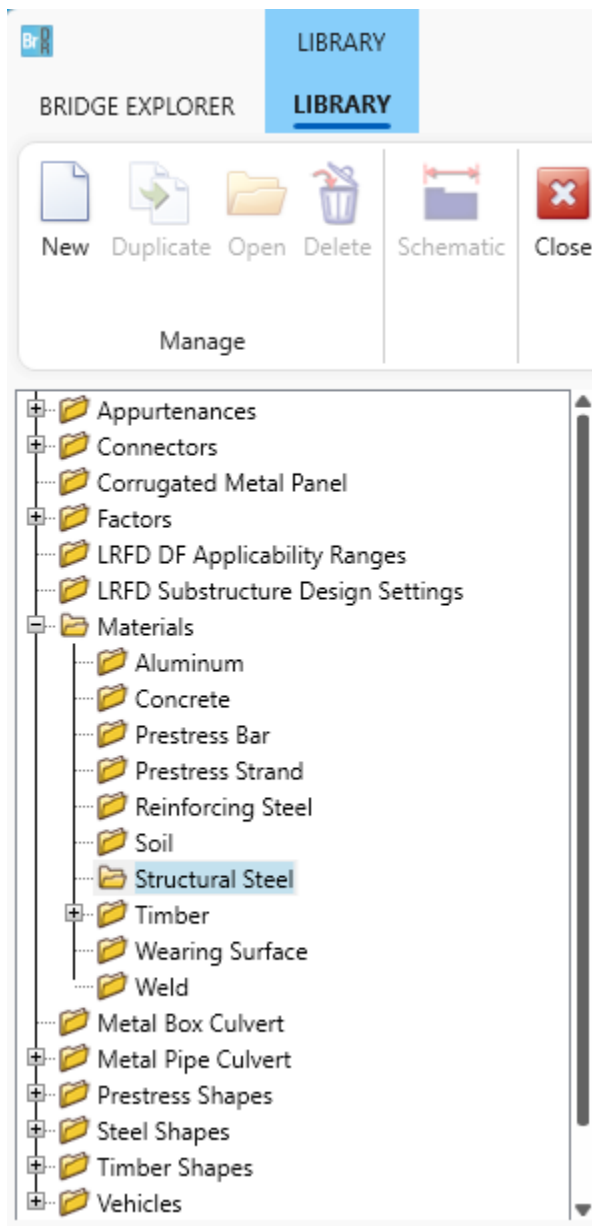 BrDR
LIBRARY
BRIDGE EXPLORER LIBRARY
New Duplicate Open Delete Schematic Close
Manage
Appurtenances
Connectors
Corrugated Metal Panel
Factors
LRFD DF Applicability Ranges
LRFD Substructure Design Settings
Materials
Aluminum
Concrete
Prestress Bar
Prestress Strand
Reinforcing Steel
Soil
Structural Steel
Timber
Wearing Surface
Weld
Metal Box Culvert
Metal Pipe Culvert
Prestress Shapes
Steel Shapes
Timber Shapes
Vehicles